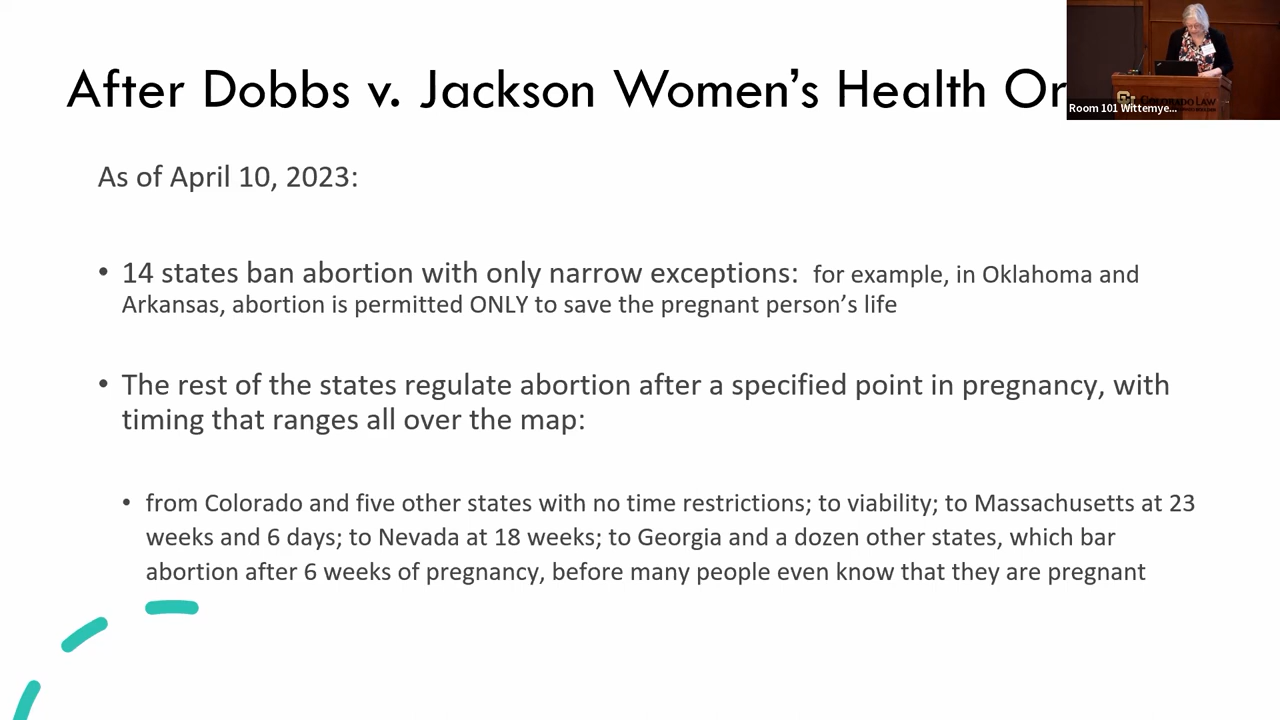 After Dobbs v. Jackson Women's Health Or
As of April 10, 2023:
• 14 states ban abortion with only narrow exceptions: for example, in Oklahoma and
Arkansas, abortion is permitted ONLY to save the pregnant person's life
• The rest of the states regulate abortion after a specified point in pregnancy, with
timing that ranges all over the map:
• from Colorado and five other states with no time restrictions; to viability; to Massachusetts at 23
weeks and 6 days; to Nevada at 18 weeks; to Georgia and a dozen other states, which bar
abortion after 6 weeks of pregnancy, before many people even know that they are pregnant
COLORADO LAW
Room 101 Wittemye...